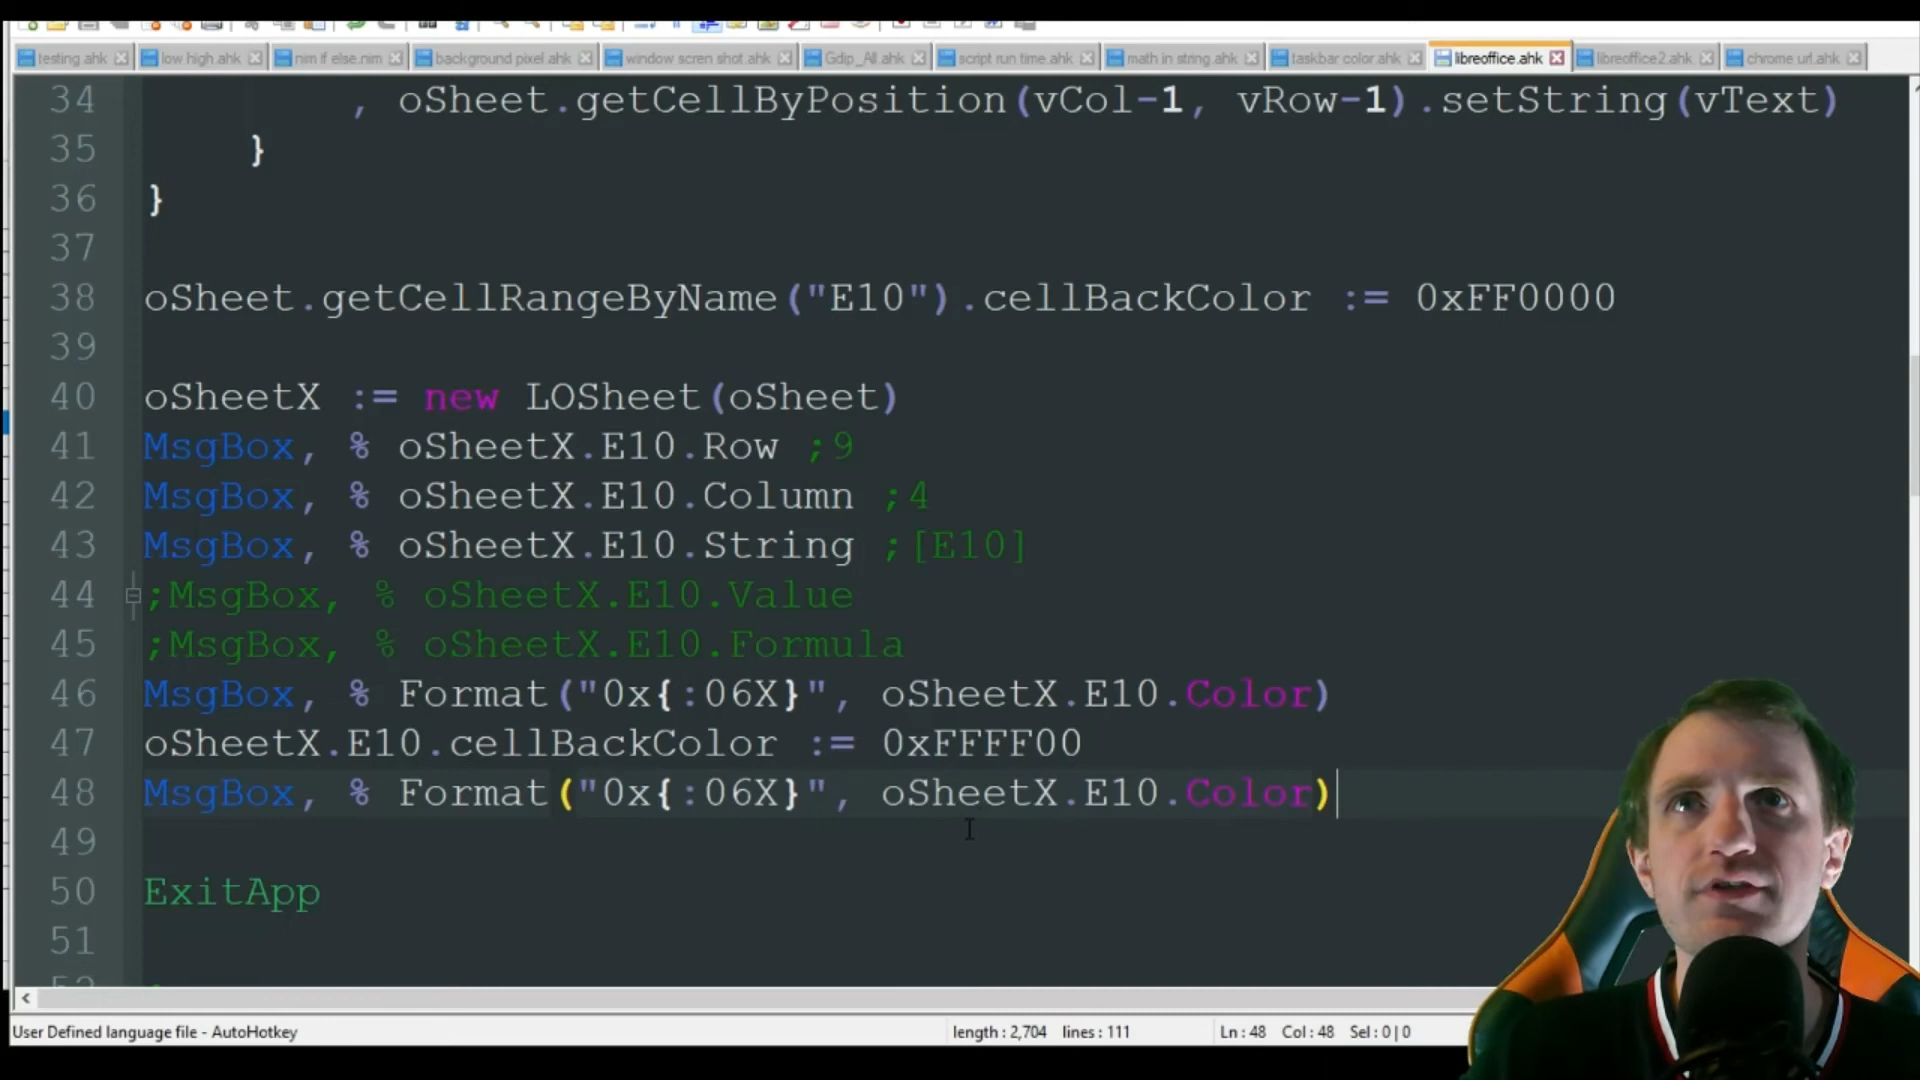 testing.ahk low high.ahk nim if else.nim background pixel.ahk window scren shot.ahk Gdip_All.ahk script run time.ahk math in string.ahk taskbar color.ahk libreoffice.ahk libreoffice2.ahk chrome url.ahk
34 , oSheet.getCellByPosition(vCol-1, vRow-1).setString(vText)
35 }
36 }
37
38 oSheet.getCellRangeByName("E10").cellBackColor := 0xFF0000
39
40 oSheetX := new LOSheet(oSheet)
41 MsgBox, % oSheetX.E10.Row ;9
42 MsgBox, % oSheetX.E10.Column ;4
43 MsgBox, % oSheetX.E10.String ;[E10]
44 ;MsgBox, % oSheetX.E10.Value
45 ;MsgBox, % oSheetX.E10.Formula
46 MsgBox, % Format("0x{:06X}", oSheetX.E10.Color)
47 oSheetX.E10.cellBackColor := 0xFFFF00
48 MsgBox, % Format("0x{:06X}", oSheetX.E10.Color)
49
50 ExitApp
51
User Defined language file - AutoHotkey length : 2,704 lines : 111 Ln : 48 Col : 48 Sel : 0 | 0